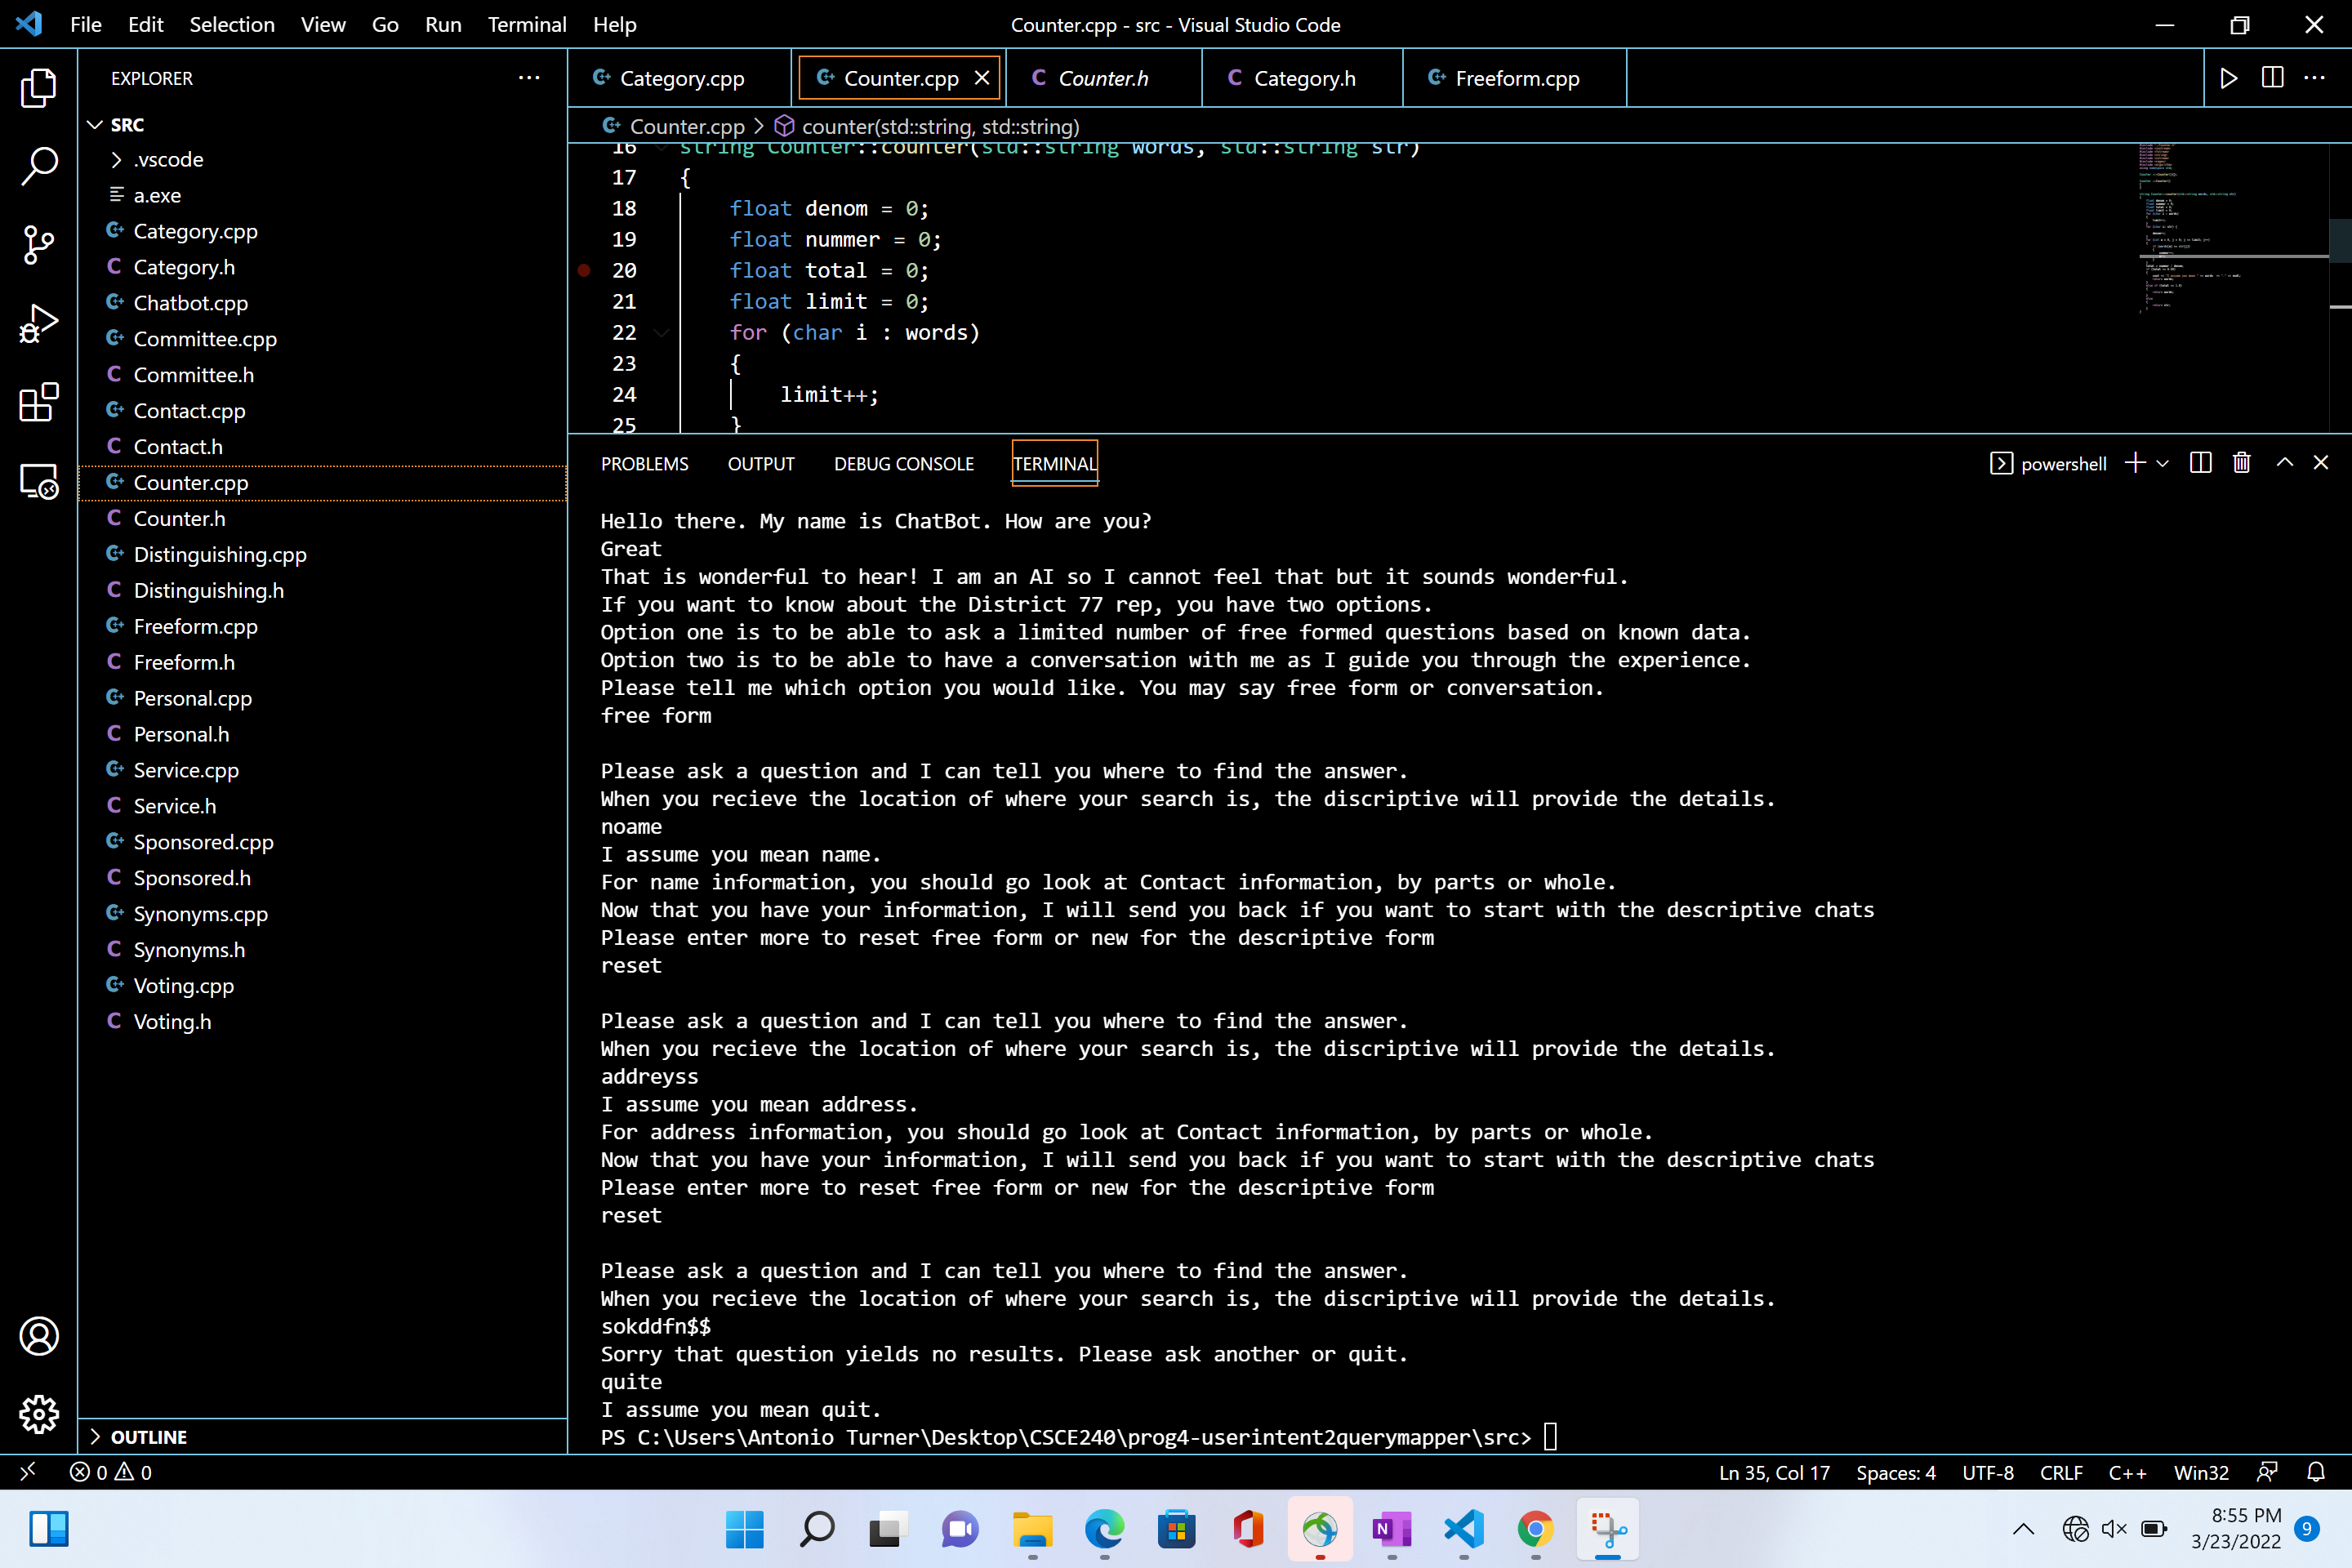 File Edit Selection View Go Run Terminal Help
Counter.cpp - src - Visual Studio Code
EXPLORER
SRC
.vscode
a.exe
Category.cpp
Category.h
Chatbot.cpp
Committee.cpp
Committee.h
Contact.cpp
Contact.h
Counter.cpp
Counter.h
Distinguishing.cpp
Distinguishing.h
Freeform.cpp
Freeform.h
Personal.cpp
Personal.h
Service.cpp
Service.h
Sponsored.cpp
Sponsored.h
Synonyms.cpp
Synonyms.h
Voting.cpp
Voting.h
OUTLINE
Category.cpp Counter.cpp Counter.h Category.h Freeform.cpp
Counter.cpp > counter(std::string, std::string)
16 string Counter::counter(std::string words, std::string str)
17 {
18 float denom = 0;
19 float nummer = 0;
20 float total = 0;
21 float limit = 0;
22 for (char i : words)
23 {
24 limit++;
25 }
PROBLEMS OUTPUT DEBUG CONSOLE TERMINAL
powershell
Hello there. My name is ChatBot. How are you?
Great
That is wonderful to hear! I am an AI so I cannot feel that but it sounds wonderful.
If you want to know about the District 77 rep, you have two options.
Option one is to be able to ask a limited number of free formed questions based on known data.
Option two is to be able to have a conversation with me as I guide you through the experience.
Please tell me which option you would like. You may say free form or conversation.
free form
Please ask a question and I can tell you where to find the answer.
When you recieve the location of where your search is, the discriptive will provide the details.
noame
I assume you mean name.
For name information, you should go look at Contact information, by parts or whole.
Now that you have your information, I will send you back if you want to start with the descriptive chats
Please enter more to reset free form or new for the descriptive form
reset
Please ask a question and I can tell you where to find the answer.
When you recieve the location of where your search is, the discriptive will provide the details.
addreyss
I assume you mean address.
For address information, you should go look at Contact information, by parts or whole.
Now that you have your information, I will send you back if you want to start with the descriptive chats
Please enter more to reset free form or new for the descriptive form
reset
Please ask a question and I can tell you where to find the answer.
When you recieve the location of where your search is, the discriptive will provide the details.
sokddfn$$
Sorry that question yields no results. Please ask another or quit.
quite
I assume you mean quit.
PS C:\Users\Antonio Turner\Desktop\CSCE240\prog4-userintent2querymapper\src>
0 0
Ln 35, Col 17 Spaces: 4 UTF-8 CRLF C++ Win32
8:55 PM
3/23/2022
9